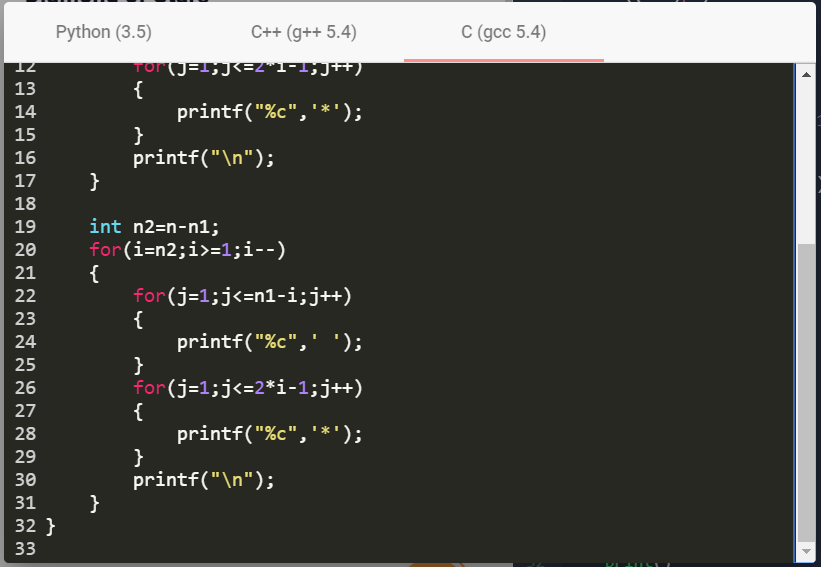 Python (3.5) C++ (g++ 5.4) C (gcc 5.4)
12         for(j=1;j<=2*i-1;j++)
13         {
14             printf("%c",'*');
15         }
16         printf("\n");
17     }
18
19     int n2=n-n1;
20     for(i=n2;i>=1;i--)
21     {
22         for(j=1;j<=n1-i;j++)
23         {
24             printf("%c",' ');
25         }
26         for(j=1;j<=2*i-1;j++)
27         {
28             printf("%c",'*');
29         }
30         printf("\n");
31     }
32 }
33